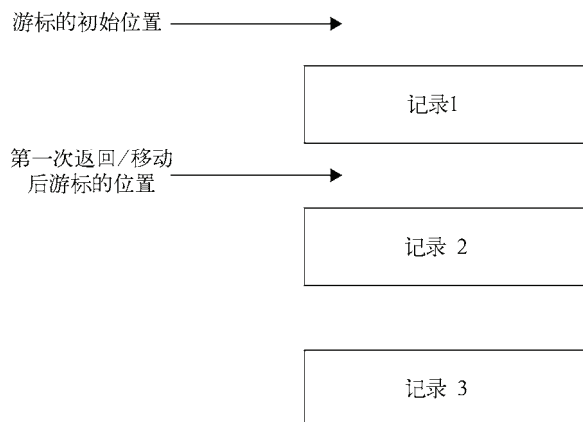 游标的初始位置
记录1
第一次返回/移动
后游标的位置
记录 2
记录 3